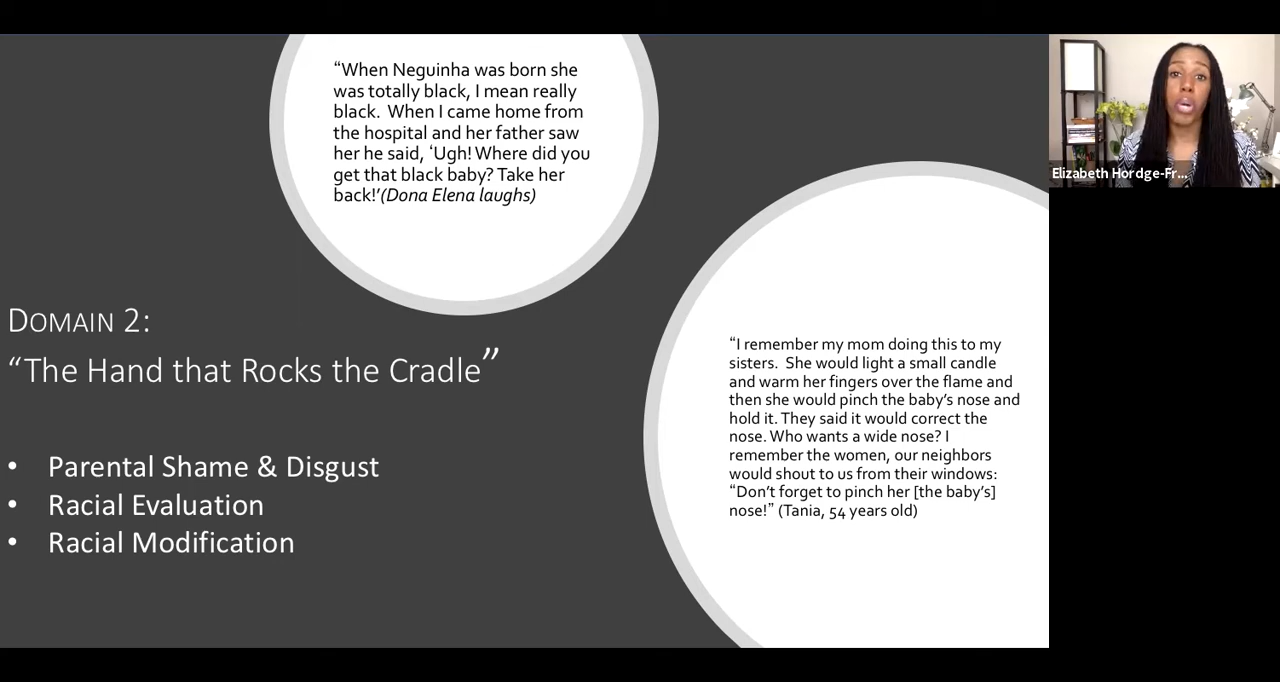 “When Neguinha was born she
was totally black, I mean really
black.  When I came home from
the hospital and her father saw
her he said, ‘Ugh! Where did you
get that black baby? Take her
back!’(Dona Elena laughs)
Elizabeth Hordge-Fr...
DOMAIN 2:
“The Hand that Rocks the Cradle”
• Parental Shame & Disgust
• Racial Evaluation
• Racial Modification
“I remember my mom doing this to my
sisters.  She would light a small candle
and warm her fingers over the flame and
then she would pinch the baby’s nose and
hold it. They said it would correct the
nose. Who wants a wide nose? I
remember the women, our neighbors
would shout to us from their windows:
“Don’t forget to pinch her [the baby’s]
nose!” (Tania, 54 years old)